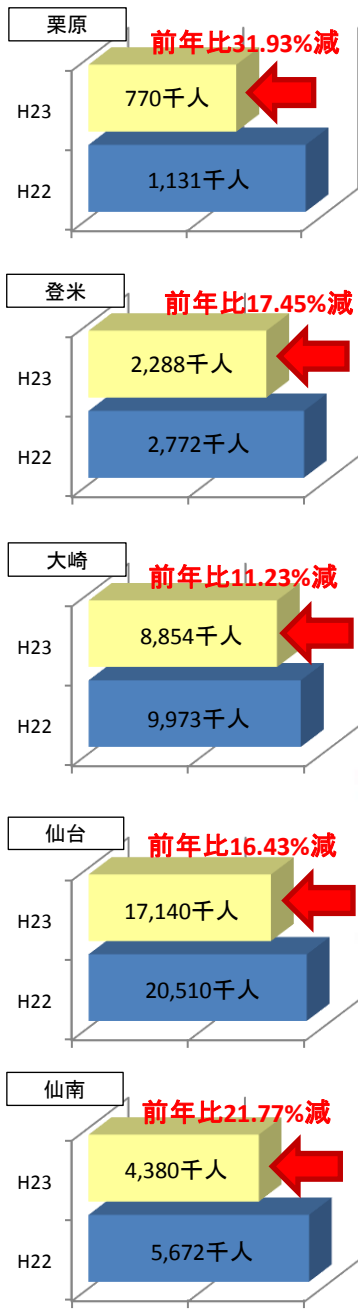 栗原
前年比31.93%減
H23
770千人
H22
1,131千人
登米
前年比17.45%減
H23
2,288千人
H22
2,772千人
大崎
前年比11.23%減
H23
8,854千人
H22
9,973千人
仙台
前年比16.43%減
H23
17,140千人
H22
20,510千人
仙南
前年比21.77%減
H23
4,380千人
H22
5,672千人